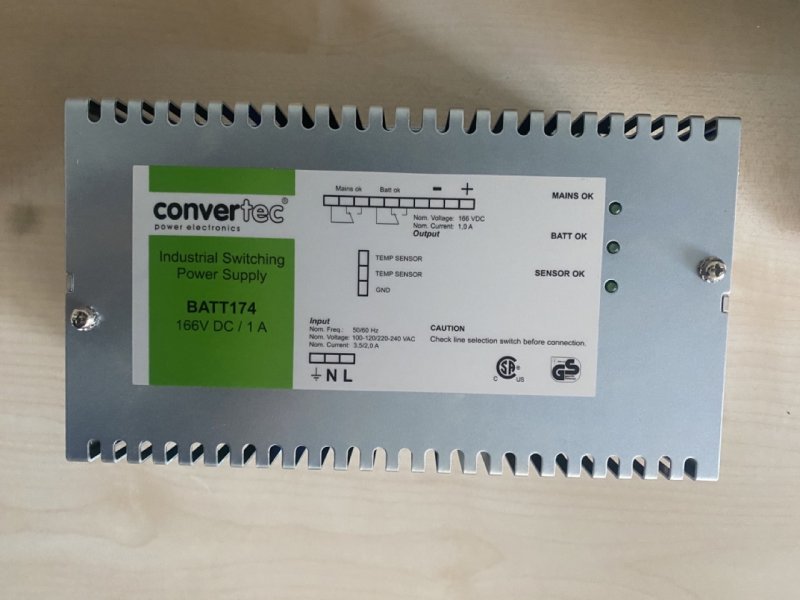 convertec®
power electronics
Industrial Switching
Power Supply
BATT174
166V DC / 1 A
Mains ok Batt ok - +
Nom. Voltage: 166 VDC
Nom. Current: 1,0 A
Output
TEMP SENSOR
TEMP SENSOR
GND
Input
Nom. Freq.: 50/60 Hz
Nom. Voltage: 100-120/220-240 VAC
Nom. Current: 3,5/2,0 A
N L
CAUTION
Check line selection switch before connection.
C SA® US
GS
MAINS OK
BATT OK
SENSOR OK